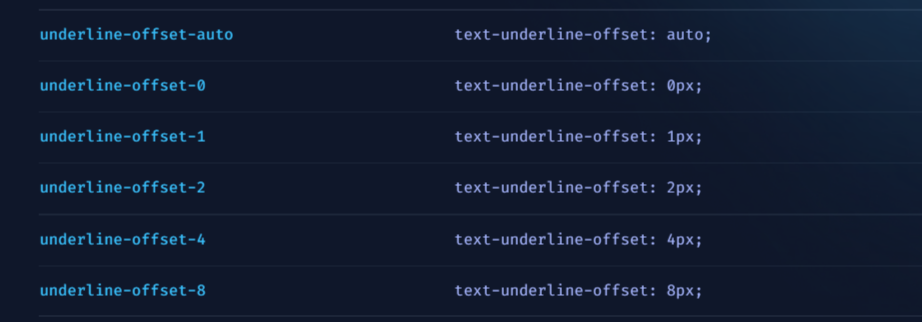 underline-offset-auto text-underline-offset: auto;
underline-offset-0 text-underline-offset: 0px;
underline-offset-1 text-underline-offset: 1px;
underline-offset-2 text-underline-offset: 2px;
underline-offset-4 text-underline-offset: 4px;
underline-offset-8 text-underline-offset: 8px;